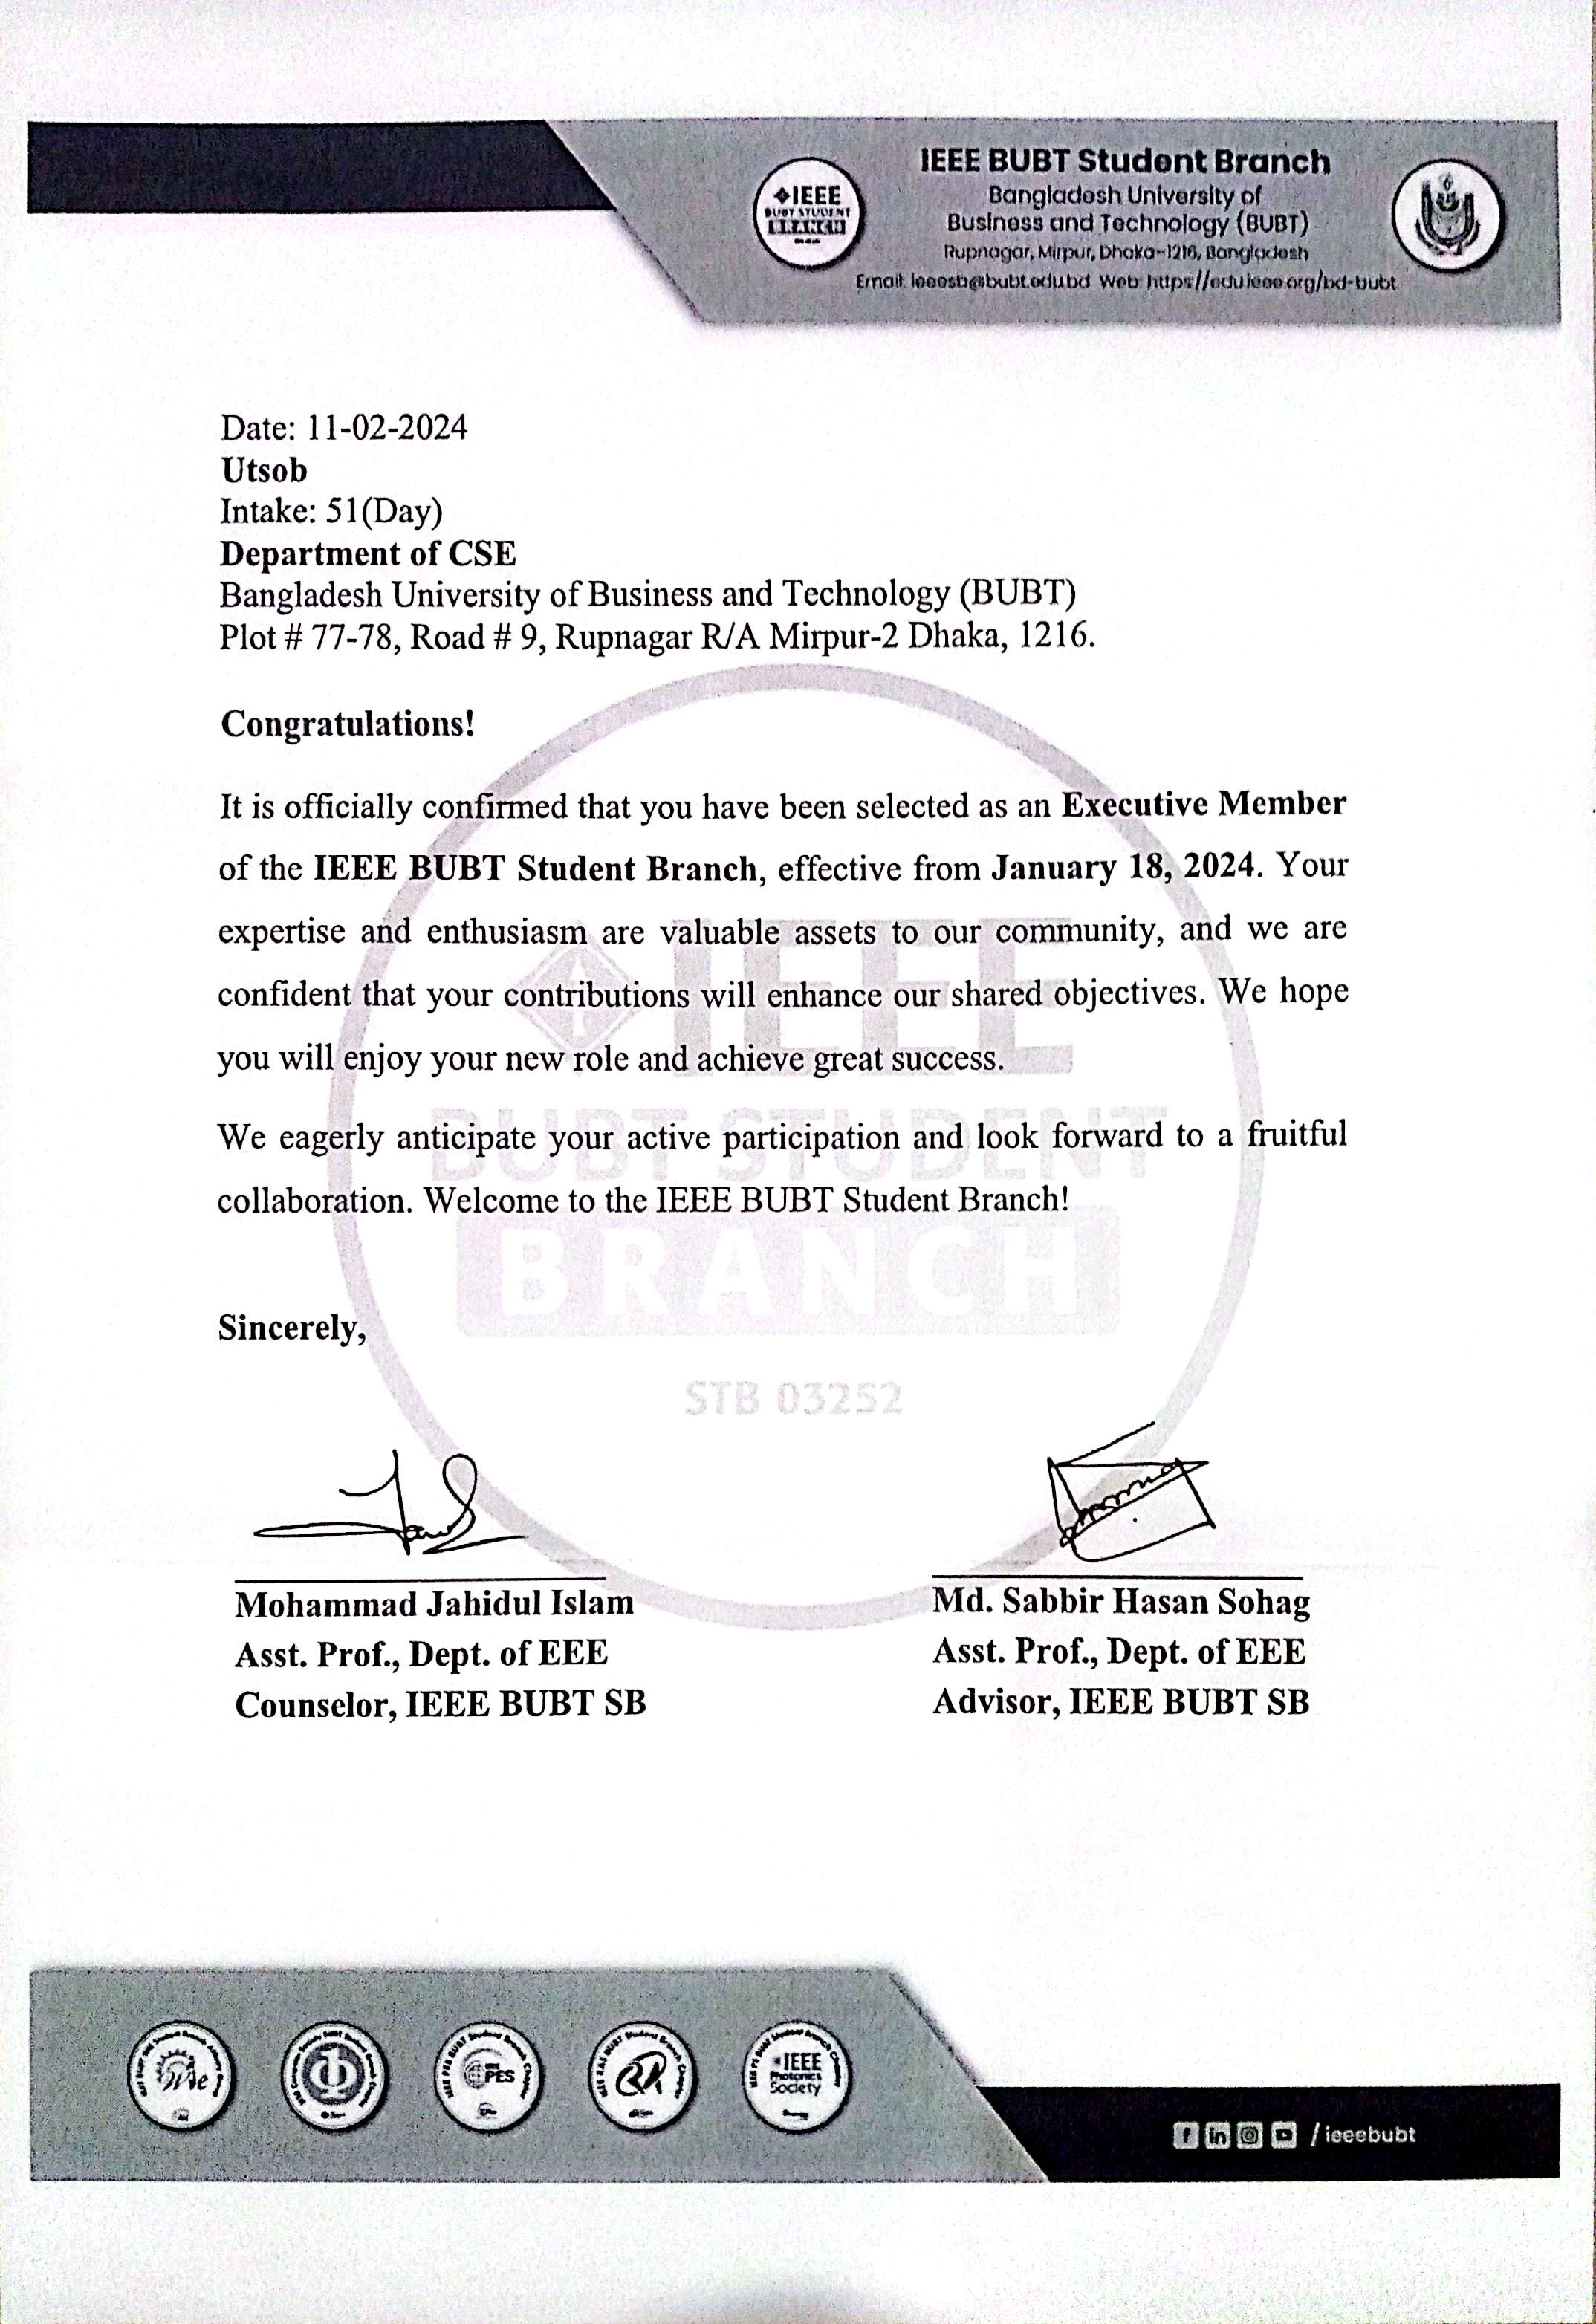 IEEE BUBT Student Branch
Bangladesh University of
Business and Technology (BUBT)
Rupnagar, Mirpur, Dhaka-1216, Bangladesh
Email: ieeesb@bubt.edu.bd Web: https://edu.ieee.org/bd-bubt
IEEE
BUBT STUDENT
BRANCH
Date: 11-02-2024
Utsob
Intake: 51(Day)
Department of CSE
Bangladesh University of Business and Technology (BUBT)
Plot # 77-78, Road # 9, Rupnagar R/A Mirpur-2 Dhaka, 1216.
Congratulations!
It is officially confirmed that you have been selected as an Executive Member
of the IEEE BUBT Student Branch, effective from January 18, 2024. Your
expertise and enthusiasm are valuable assets to our community, and we are
confident that your contributions will enhance our shared objectives. We hope
you will enjoy your new role and achieve great success.
We eagerly anticipate your active participation and look forward to a fruitful
collaboration. Welcome to the IEEE BUBT Student Branch!
IEEE
BUBT STUDENT
BRANCH
STB 03252
Sincerely,
Mohammad Jahidul Islam
Asst. Prof., Dept. of EEE
Counselor, IEEE BUBT SB
Md. Sabbir Hasan Sohag
Asst. Prof., Dept. of EEE
Advisor, IEEE BUBT SB
PES
IEEE
Photonics
Society
/ieeebubt